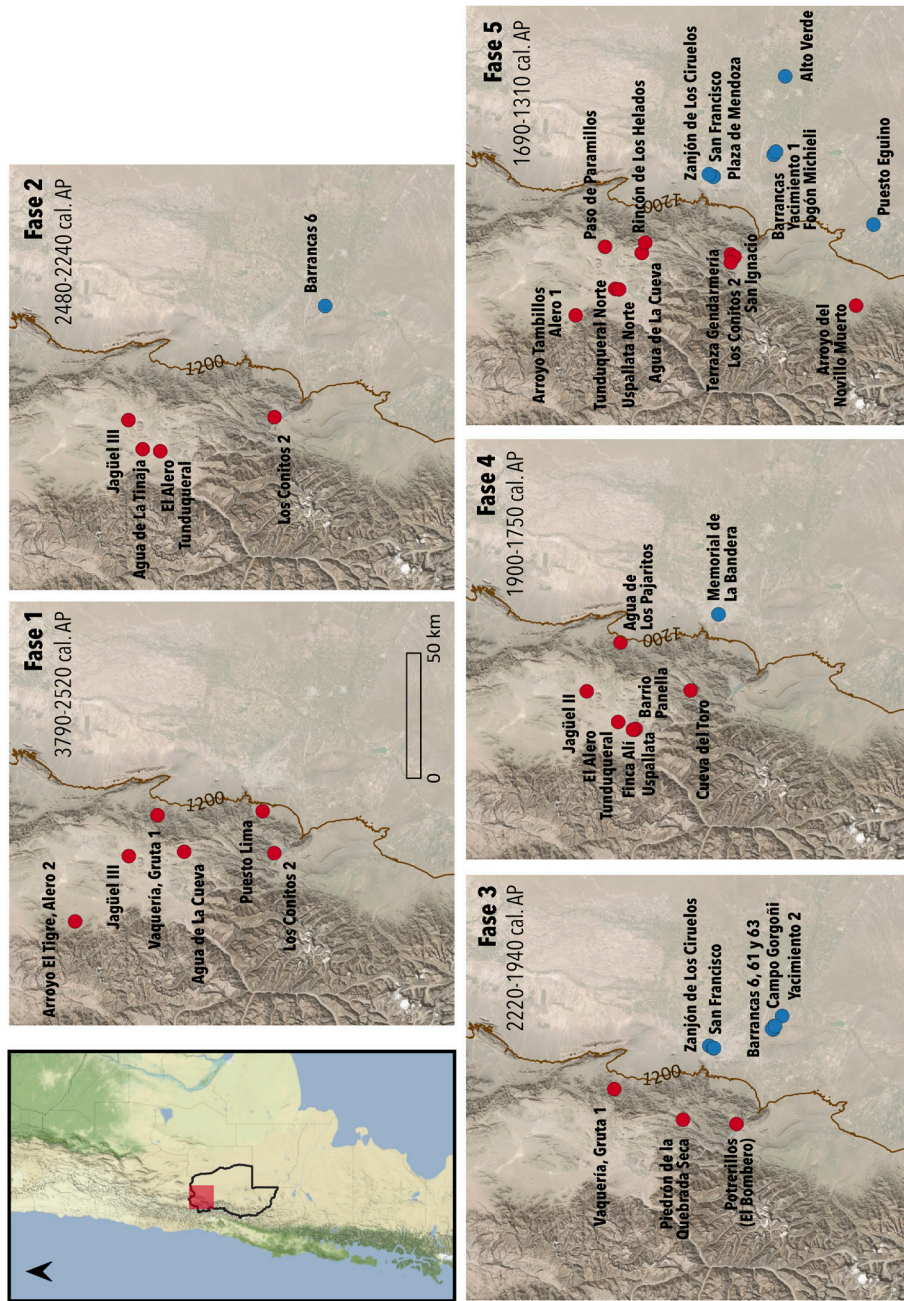 Fase 1
3790-2520 cal. AP
Arroyo El Tigre, Alero 2
Jagüel III
Vaquería, Gruta 1
Agua de La Cueva
Puesto Lima
Los Conitos 2
1200
0
50 km
Fase 2
2480-2240 cal. AP
Jagüel III
Agua de La Tinaja
El Alero
Tunduqueral
Los Conitos 2
Barrancas 6
1200
Fase 3
2220-1940 cal. AP
Vaquería, Gruta 1
Piedrón de la
Quebrada Seca
Potrerillos
(El Bombero)
Zanjón de Los Ciruelos
San Francisco
Barrancas 6, 61 y 63
Campo Gorgoñi
Yacimiento 2
1200
Fase 4
1900-1750 cal. AP
Jagüel II
El Alero
Tunduqueral
Finca Alí
Uspallata
Barrio
Panella
Cueva del Toro
Agua de
Los Pajaritos
Memorial de
La Bandera
1200
Fase 5
1690-1310 cal. AP
Arroyo Tambillos
Alero 1
Paso de Paramillos
Tunduqueral Norte
Uspallata Norte
Agua de La Cueva
Rincón de Los Helados
Terraza Gendarmería
Los Conitos 2
San Ignacio
Arroyo del
Novillo Muerto
Zanjón de Los Ciruelos
San Francisco
Plaza de Mendoza
Barrancas
Yacimiento 1
Fogón Michieli
Alto Verde
Puesto Eguino
1200